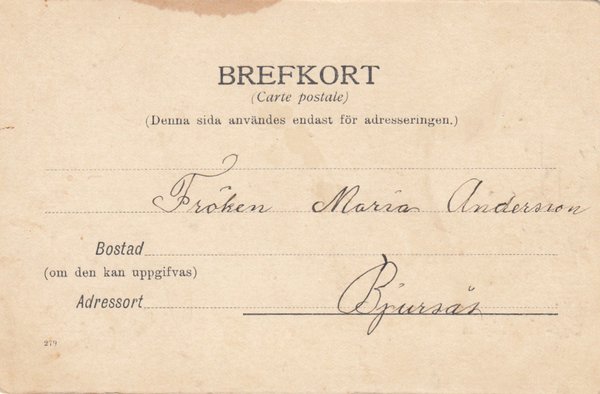 BREFKORT
(Carte postale)
(Denna sida användes endast för adresseringen.)
Fröken Maria Andersson
Bostad
(om den kan uppgifvas)
Adressort Bjursås
279